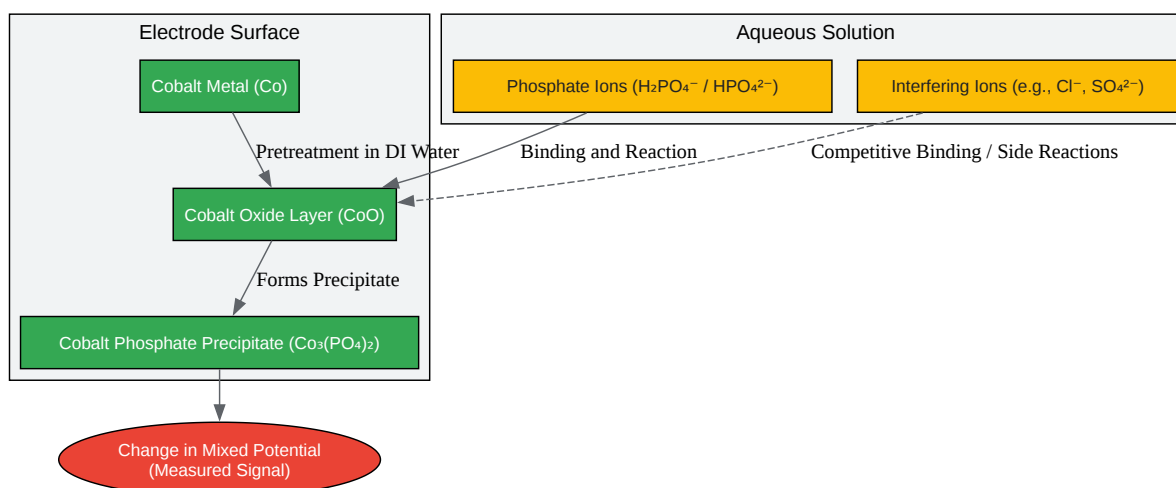 Electrode Surface
Aqueous Solution
Cobalt Metal (Co)
Phosphate Ions (H₂PO₄⁻ / HPO₄²⁻)
Interfering Ions (e.g., Cl⁻, SO₄²⁻)
Pretreatment in DI Water
Binding and Reaction
Competitive Binding / Side Reactions
Cobalt Oxide Layer (CoO)
Forms Precipitate
Cobalt Phosphate Precipitate (Co₃(PO₄)₂)
Change in Mixed Potential
(Measured Signal)